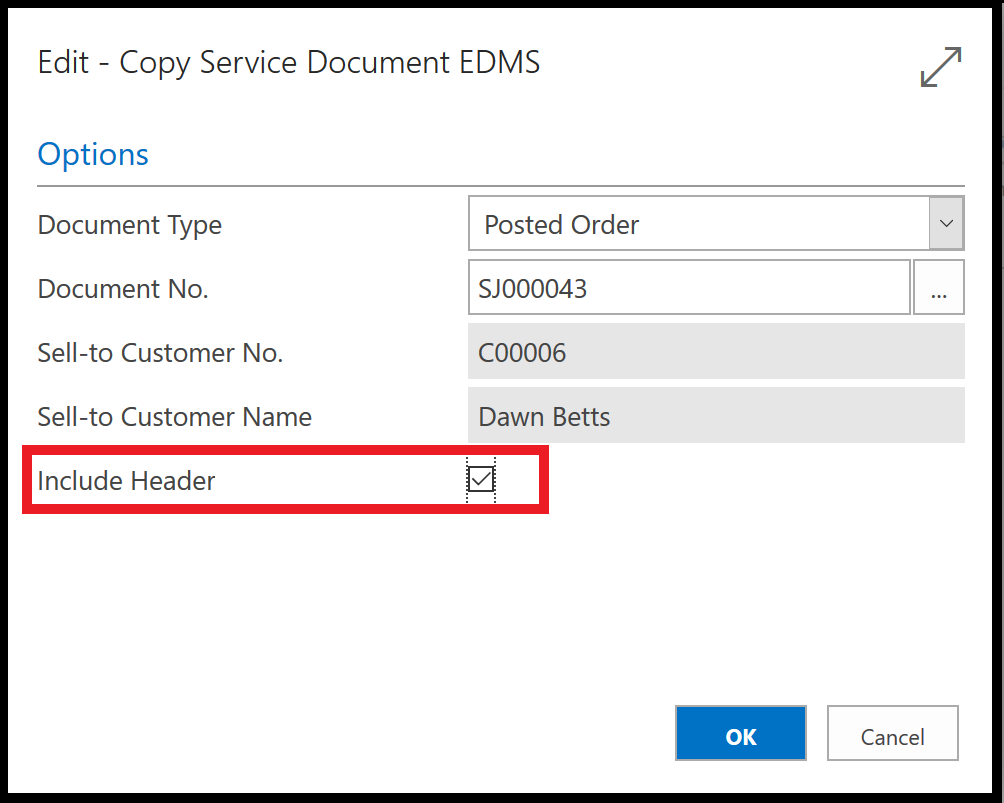 Edit - Copy Service Document EDMS
Options
Document Type Posted Order
Document No. SJ000043 ...
Sell-to Customer No. C00006
Sell-to Customer Name Dawn Betts
Include Header
OK Cancel